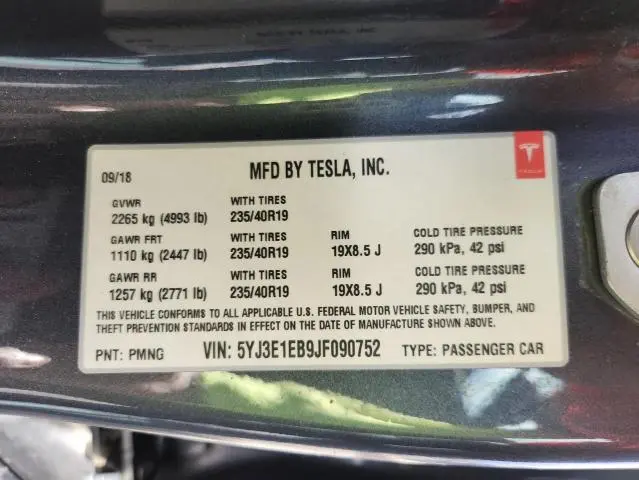 09/18
MFD BY TESLA, INC.
TESLA
GVWR
WITH TIRES
2265 kg (4993 lb)
235/40R19
GAWR FRT
WITH TIRES
RIM
COLD TIRE PRESSURE
1110 kg (2447 lb)
235/40R19
19X8.5 J
290 kPa, 42 psi
GAWR RR
WITH TIRES
RIM
COLD TIRE PRESSURE
1257 kg (2771 lb)
235/40R19
19X8.5 J
290 kPa, 42 psi
THIS VEHICLE CONFORMS TO ALL APPLICABLE U.S. FEDERAL MOTOR VEHICLE SAFETY, BUMPER, AND
THEFT PREVENTION STANDARDS IN EFFECT ON THE DATE OF MANUFACTURE SHOWN ABOVE.
PNT: PMNG
VIN: 5YJ3E1EB9JF090752
TYPE: PASSENGER CAR